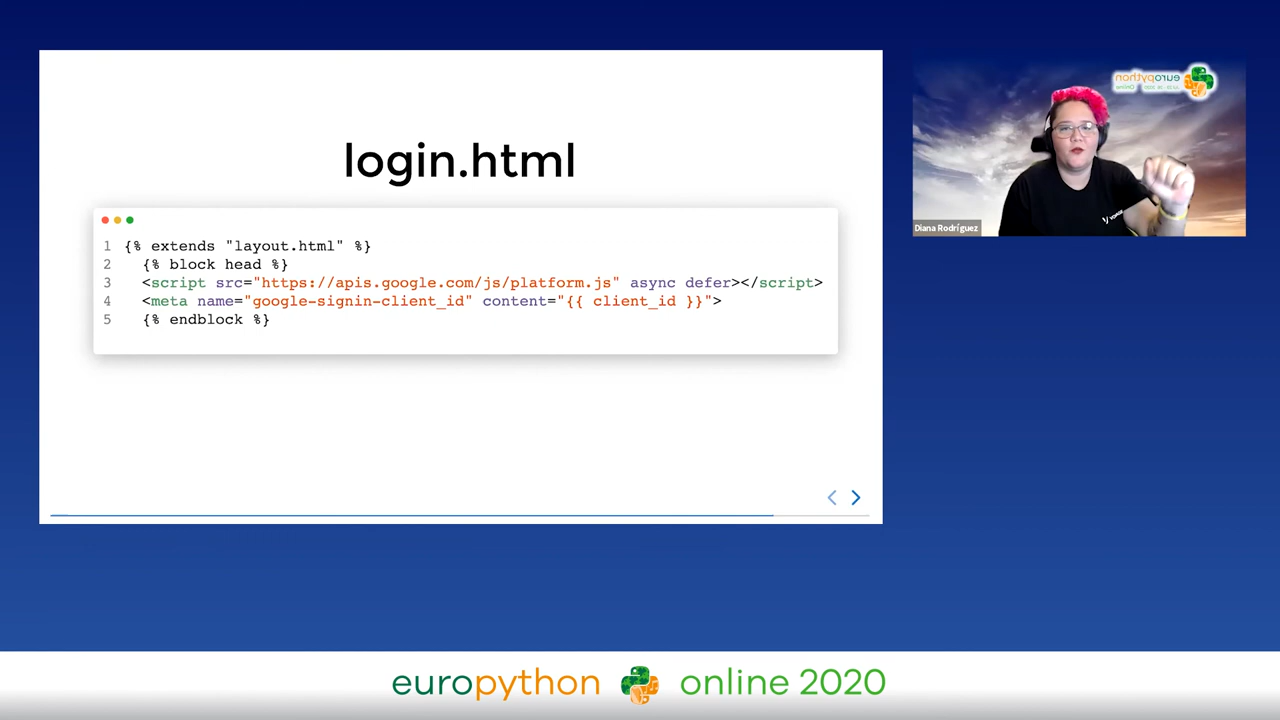 login.html
1 {% extends "layout.html" %}
2 {% block head %}
3 <script src="https://apis.google.com/js/platform.js" async defer></script>
4 <meta name="google-signin-client_id" content="{{ client_id }}">
5 {% endblock %}
europython
Diana Rodríguez
europython online 2020